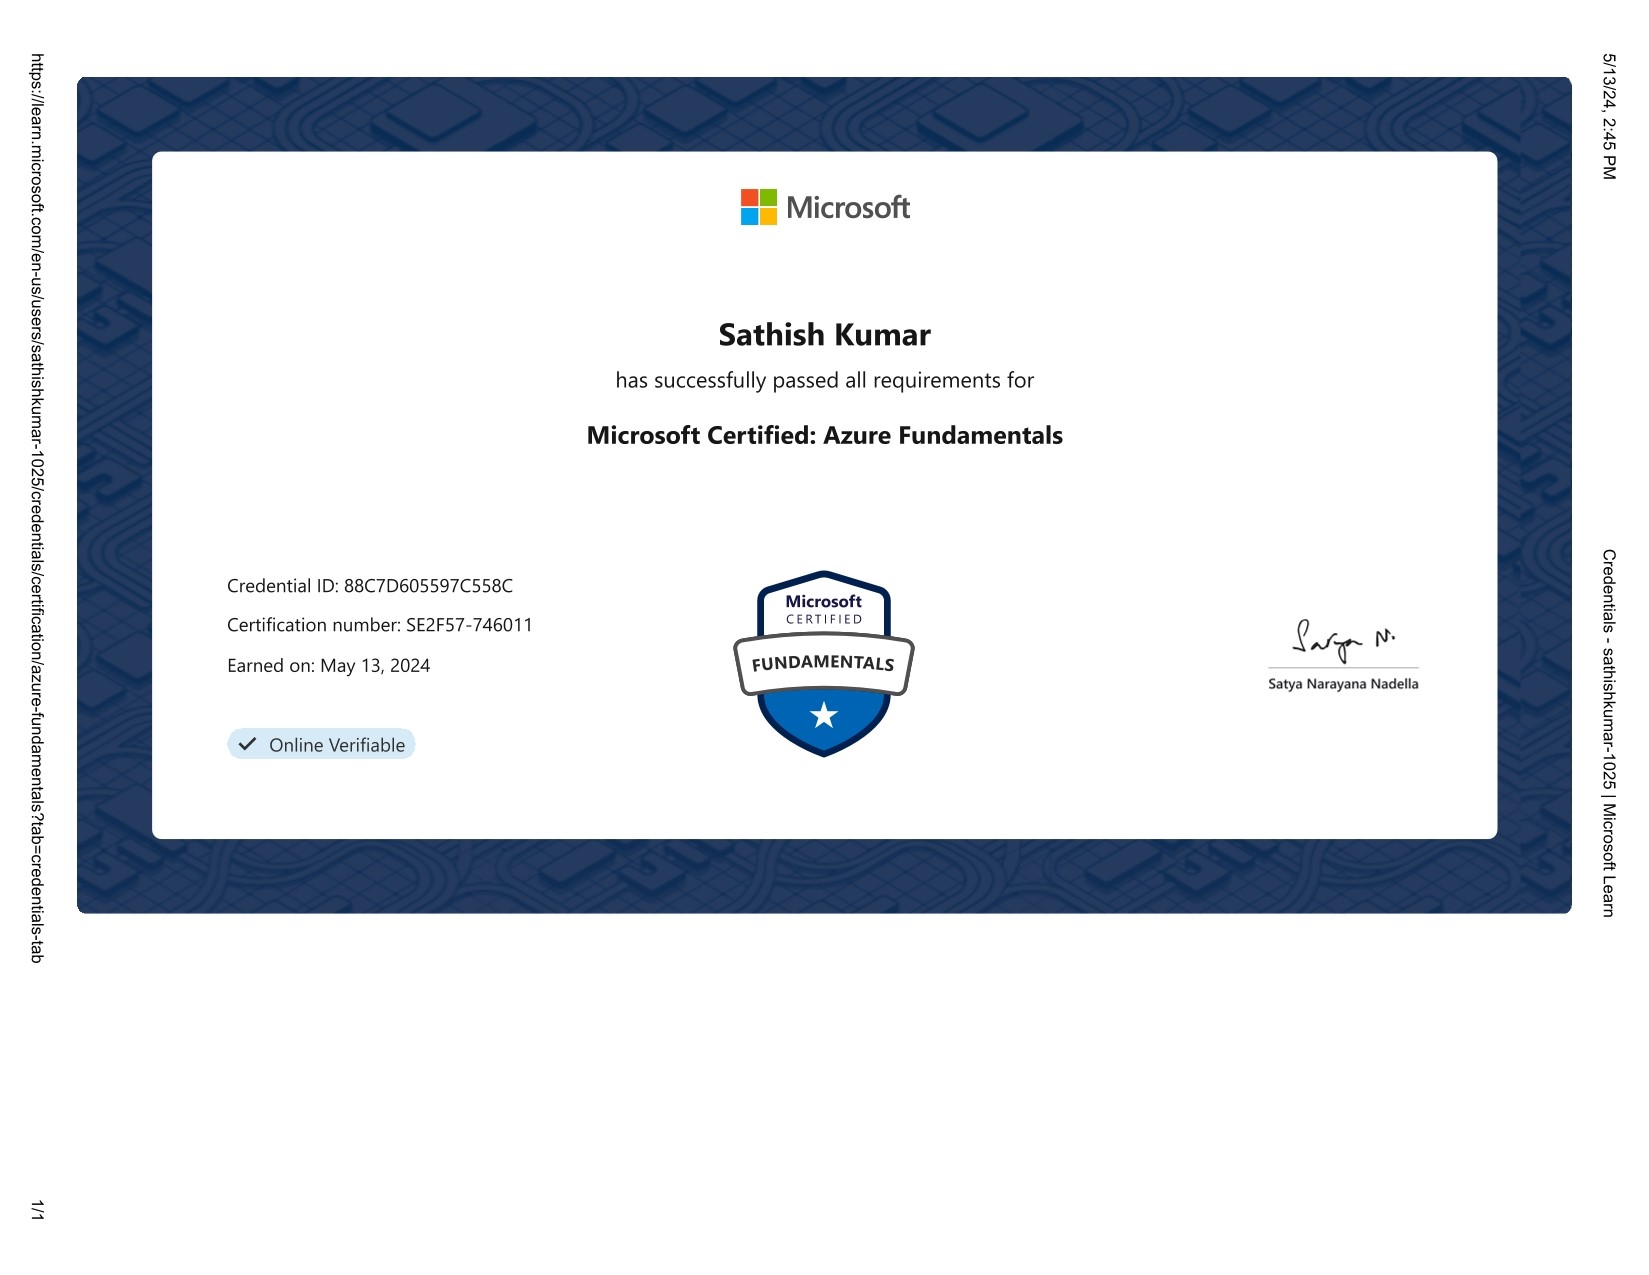 5/13/24, 2:45 PM
Credentials - sathishkumar-1025 | Microsoft Learn
Microsoft
Sathish Kumar
has successfully passed all requirements for
Microsoft Certified: Azure Fundamentals
Credential ID: 88C7D605597C558C
Certification number: SE2F57-746011
Earned on: May 13, 2024
Online Verifiable
Microsoft
CERTIFIED
FUNDAMENTALS
Satya N.
Satya Narayana Nadella
https://learn.microsoft.com/en-us/users/sathishkumar-1025/credentials/certification/azure-fundamentals?tab=credentials-tab
1/1